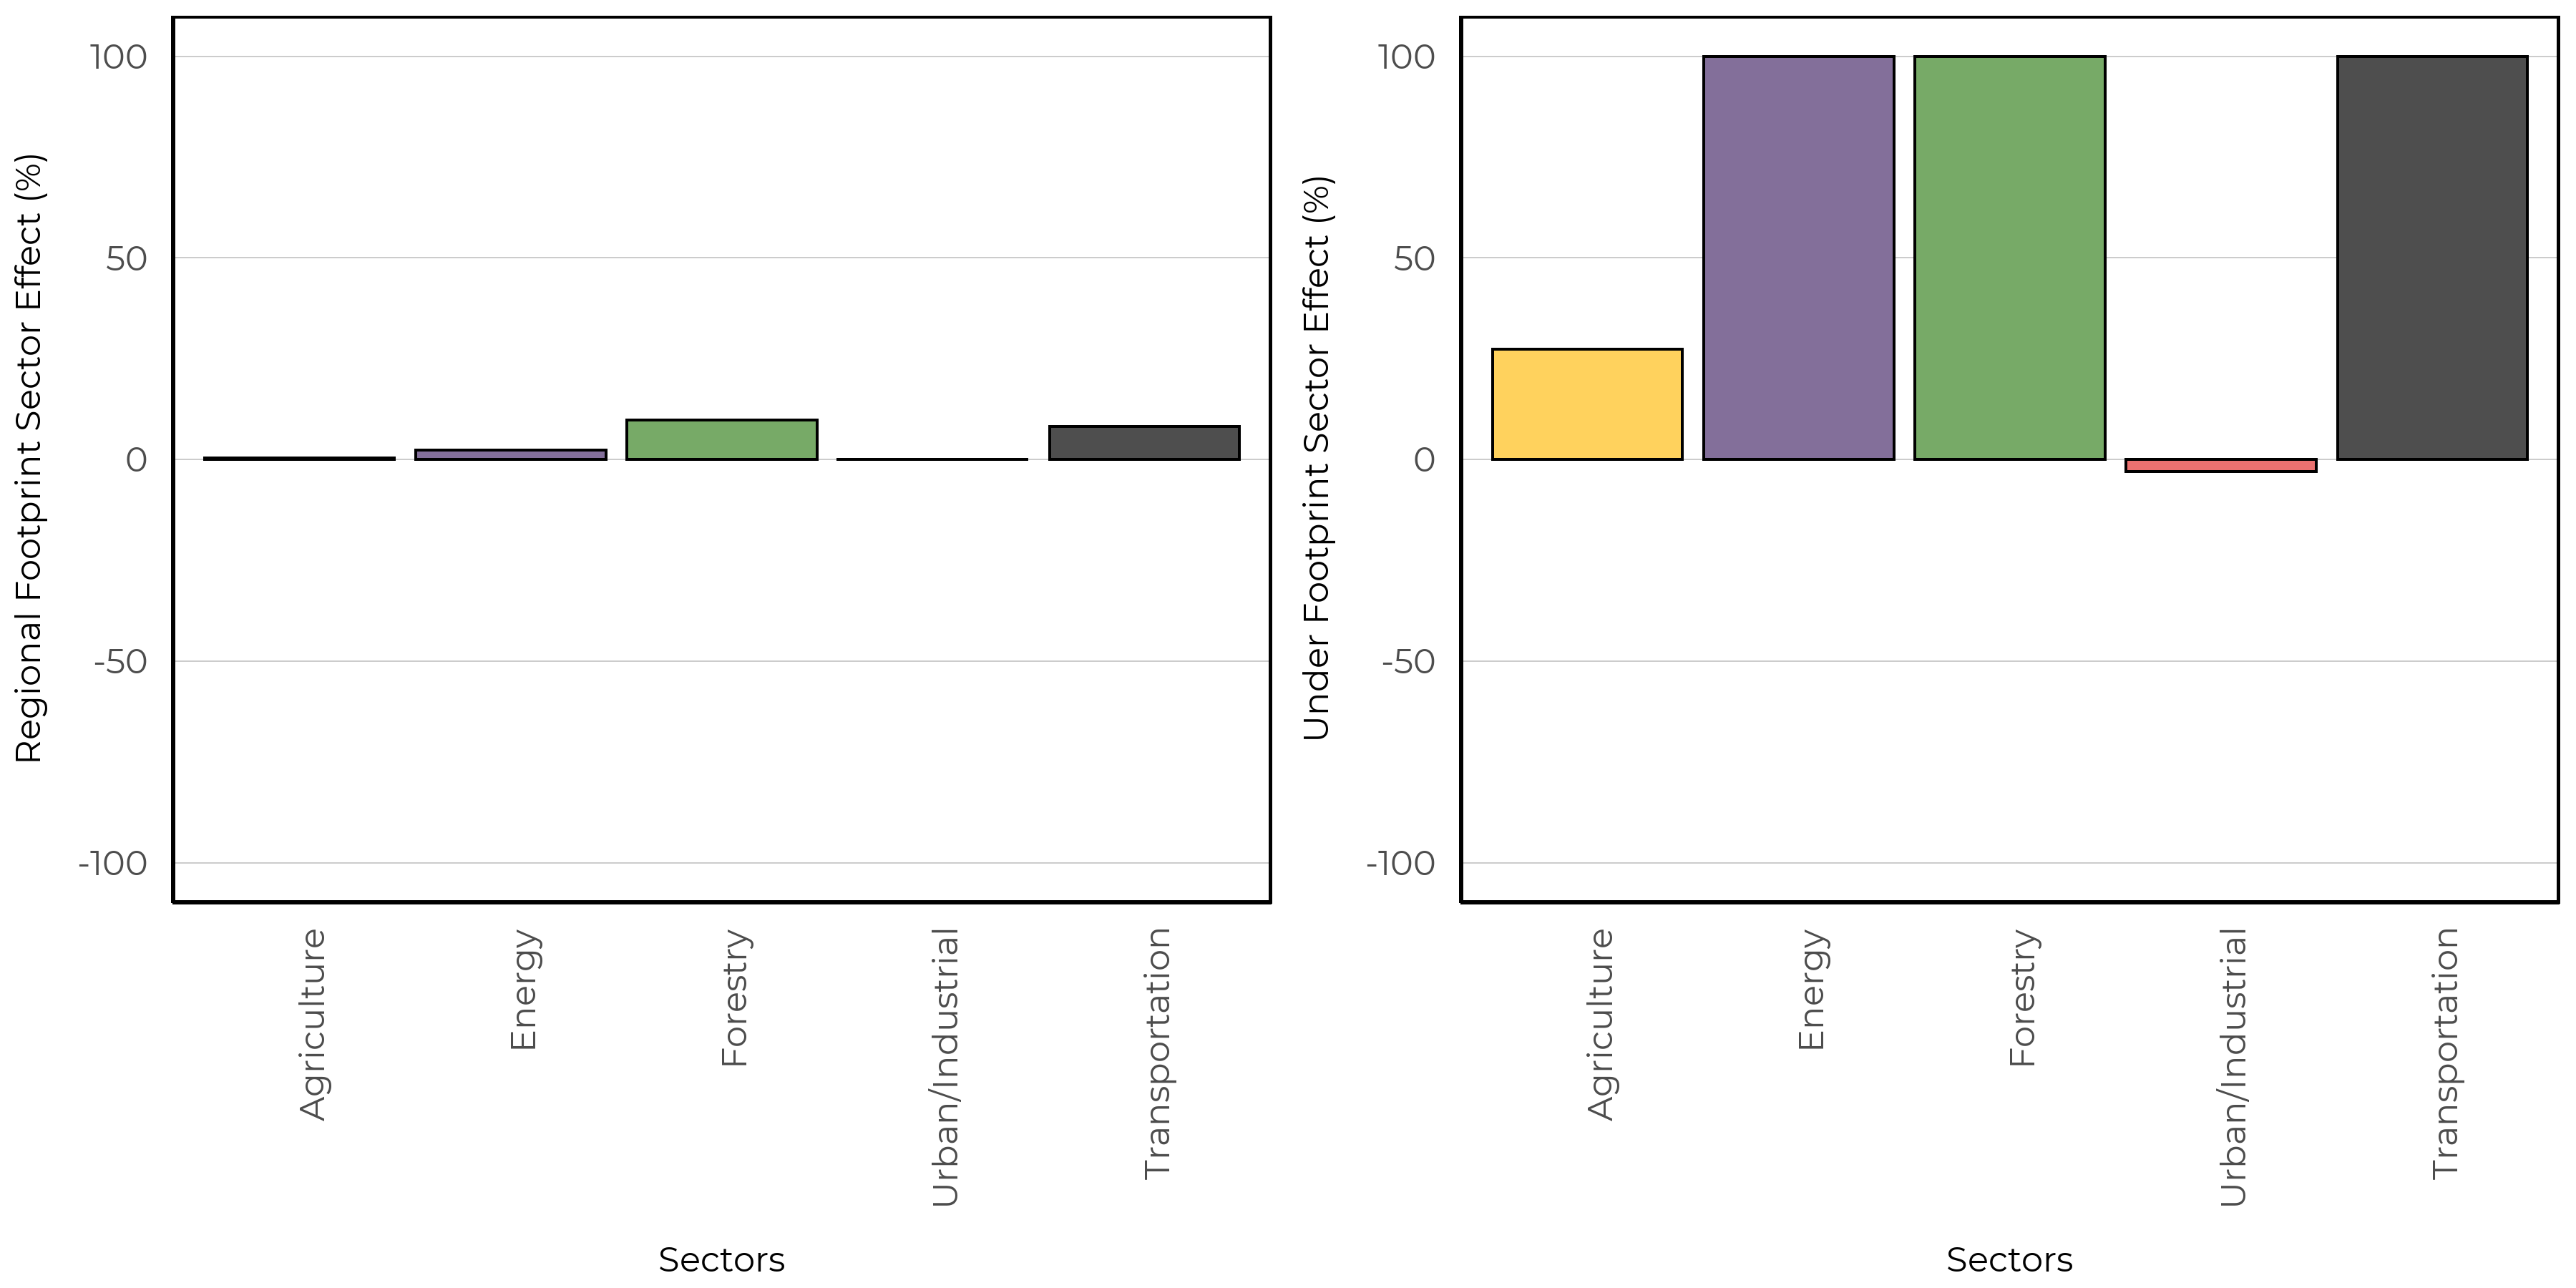 Regional Footprint Sector Effect (%)
100
50
0
-50
-100
Agriculture
Energy
Forestry
Urban/Industrial
Transportation
Sectors
Under Footprint Sector Effect (%)
100
50
0
-50
-100
Agriculture
Energy
Forestry
Urban/Industrial
Transportation
Sectors